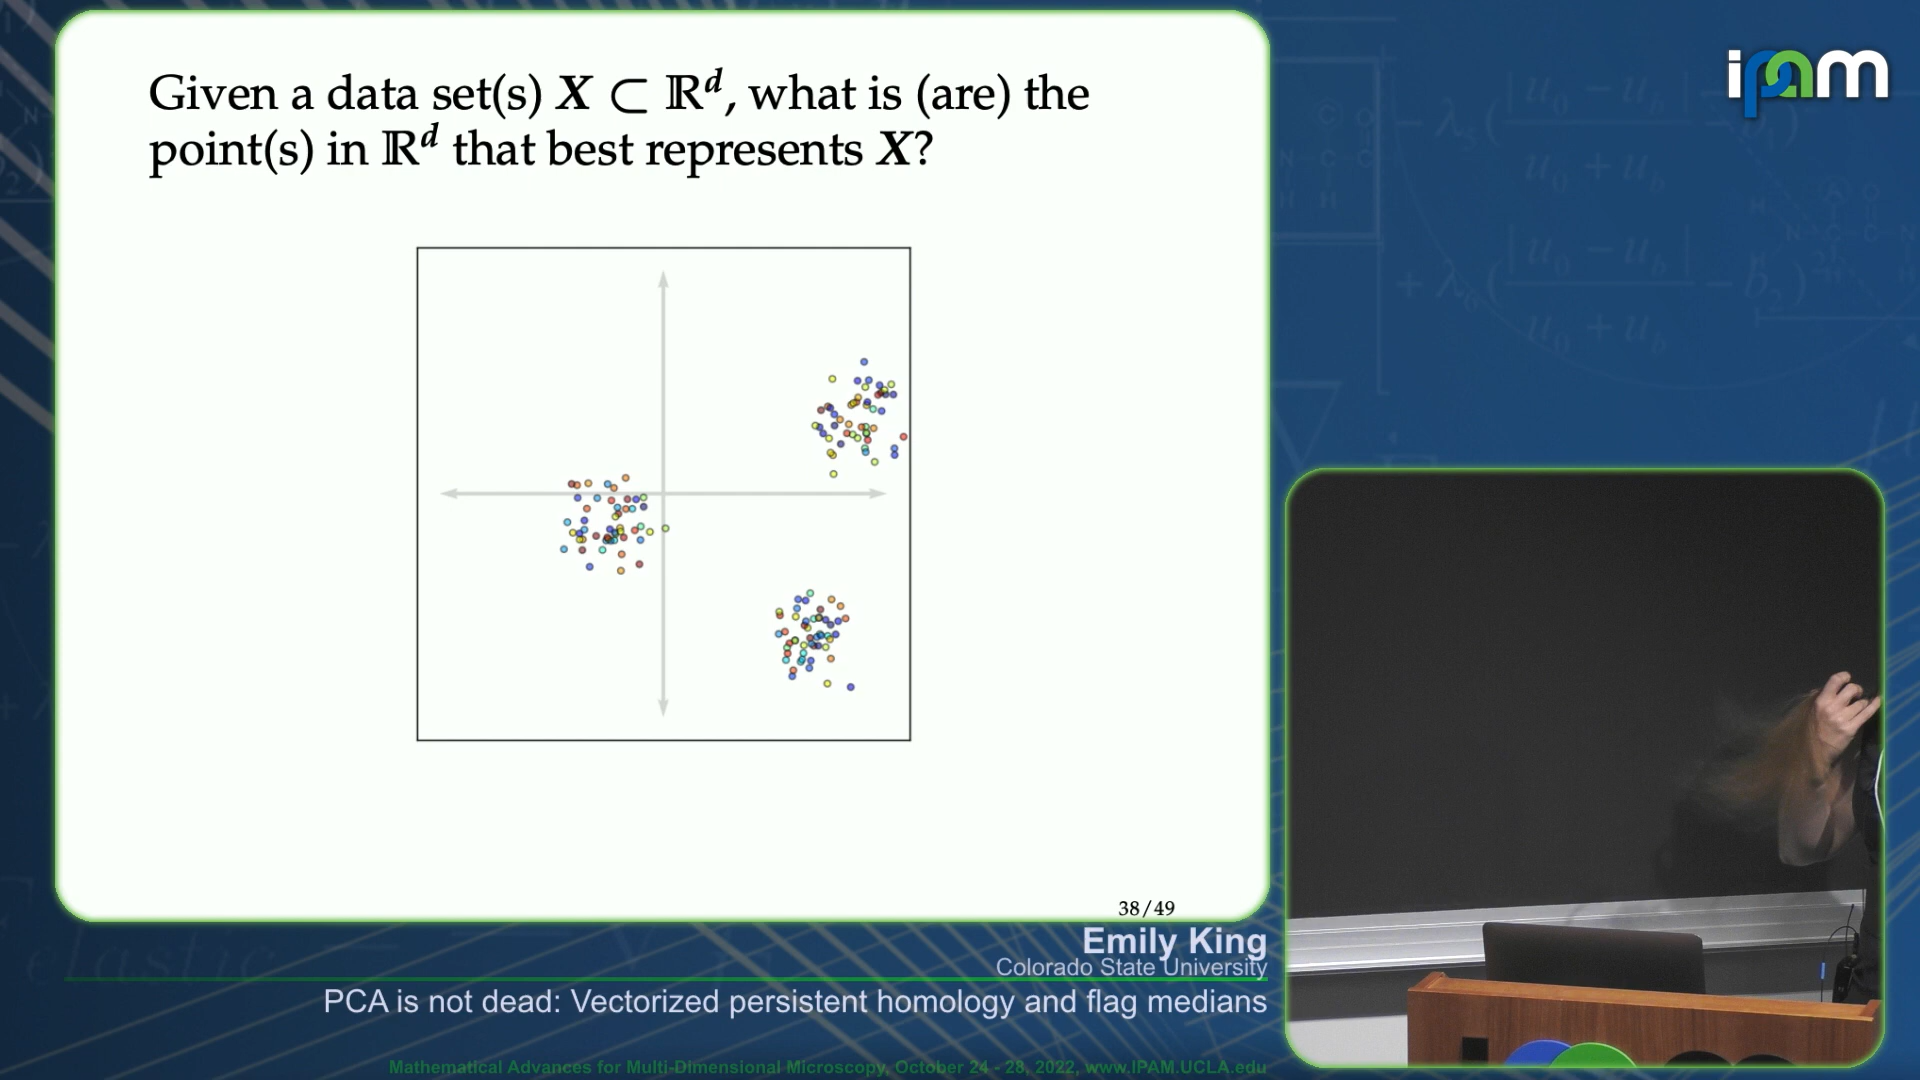 Given a data set(s) X ⊂ ℝᵈ, what is (are) the
point(s) in ℝᵈ that best represents X?
38/49
ipam
Emily King
Colorado State University
PCA is not dead: Vectorized persistent homology and flag medians
Mathematical Advances for Multi-Dimensional Microscopy, October 24 - 28, 2022, www.IPAM.UCLA.edu
elastic